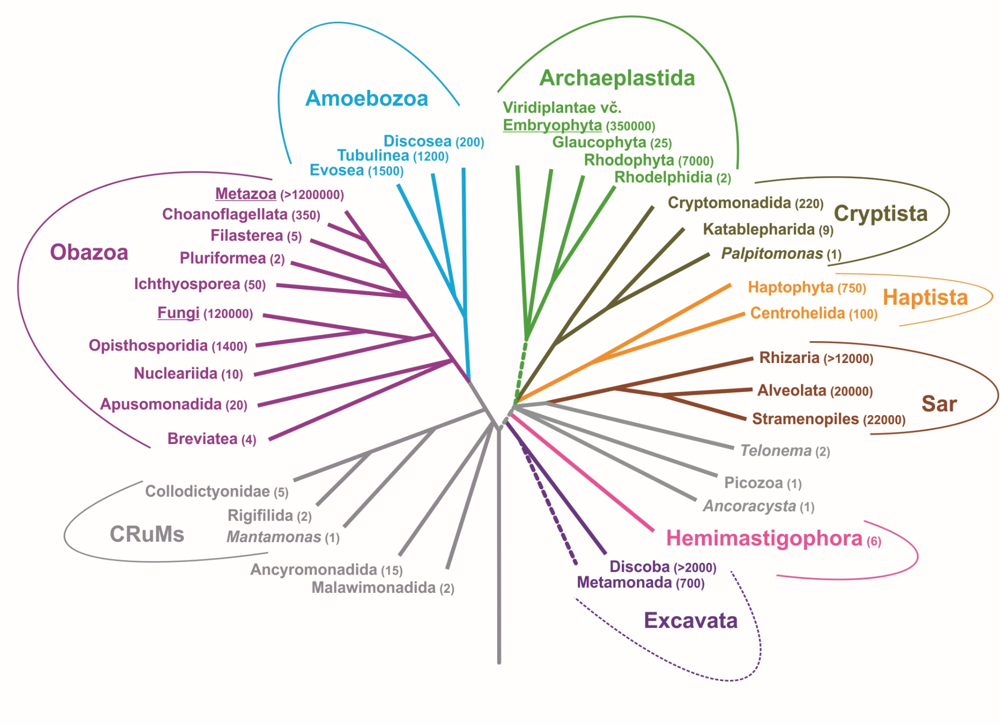 Amoebozoa
Discosea (200)
Tubulinea (1200)
Evosea (1500)
Archaeplastida
Viridiplantae vč.
Embryophyta (350000)
Glaucophyta (25)
Rhodophyta (7000)
Rhodelphidia (2)
Obazoa
Metazoa (>1200000)
Choanoflagellata (350)
Filasterea (5)
Pluriformea (2)
Ichthyosporea (50)
Fungi (120000)
Opisthosporidia (1400)
Nucleariida (10)
Apusomonadida (20)
Breviatea (4)
Cryptista
Cryptomonadida (220)
Katablepharida (9)
Palpitomonas (1)
Haptista
Haptophyta (750)
Centrohelida (100)
Sar
Rhizaria (>12000)
Alveolata (20000)
Stramenopiles (22000)
Telonema (2)
Picozoa (1)
Ancoracysta (1)
Hemimastigophora (6)
CRuMs
Collodictyonidae (5)
Rigifilida (2)
Mantamonas (1)
Ancyromonadida (15)
Malawimonadida (2)
Discoba (>2000)
Metamonada (700)
Excavata